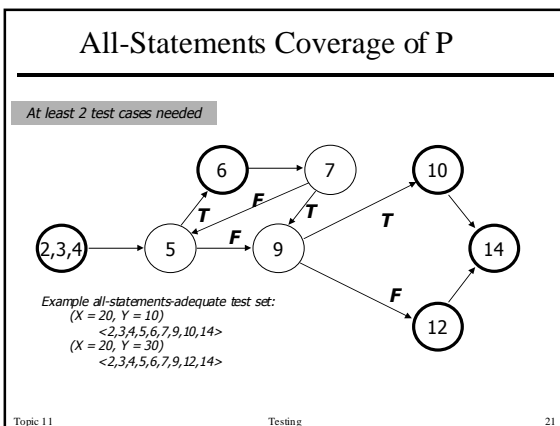 All-Statements Coverage of P
At least 2 test cases needed
6
7
10
F
T
T
T
2,3,4
5
F
9
14
F
12
Example all-statements-adequate test set:
(X = 20, Y = 10)
<2,3,4,5,6,7,9,10,14>
(X = 20, Y = 30)
<2,3,4,5,6,7,9,12,14>
Topic 11
Testing
21